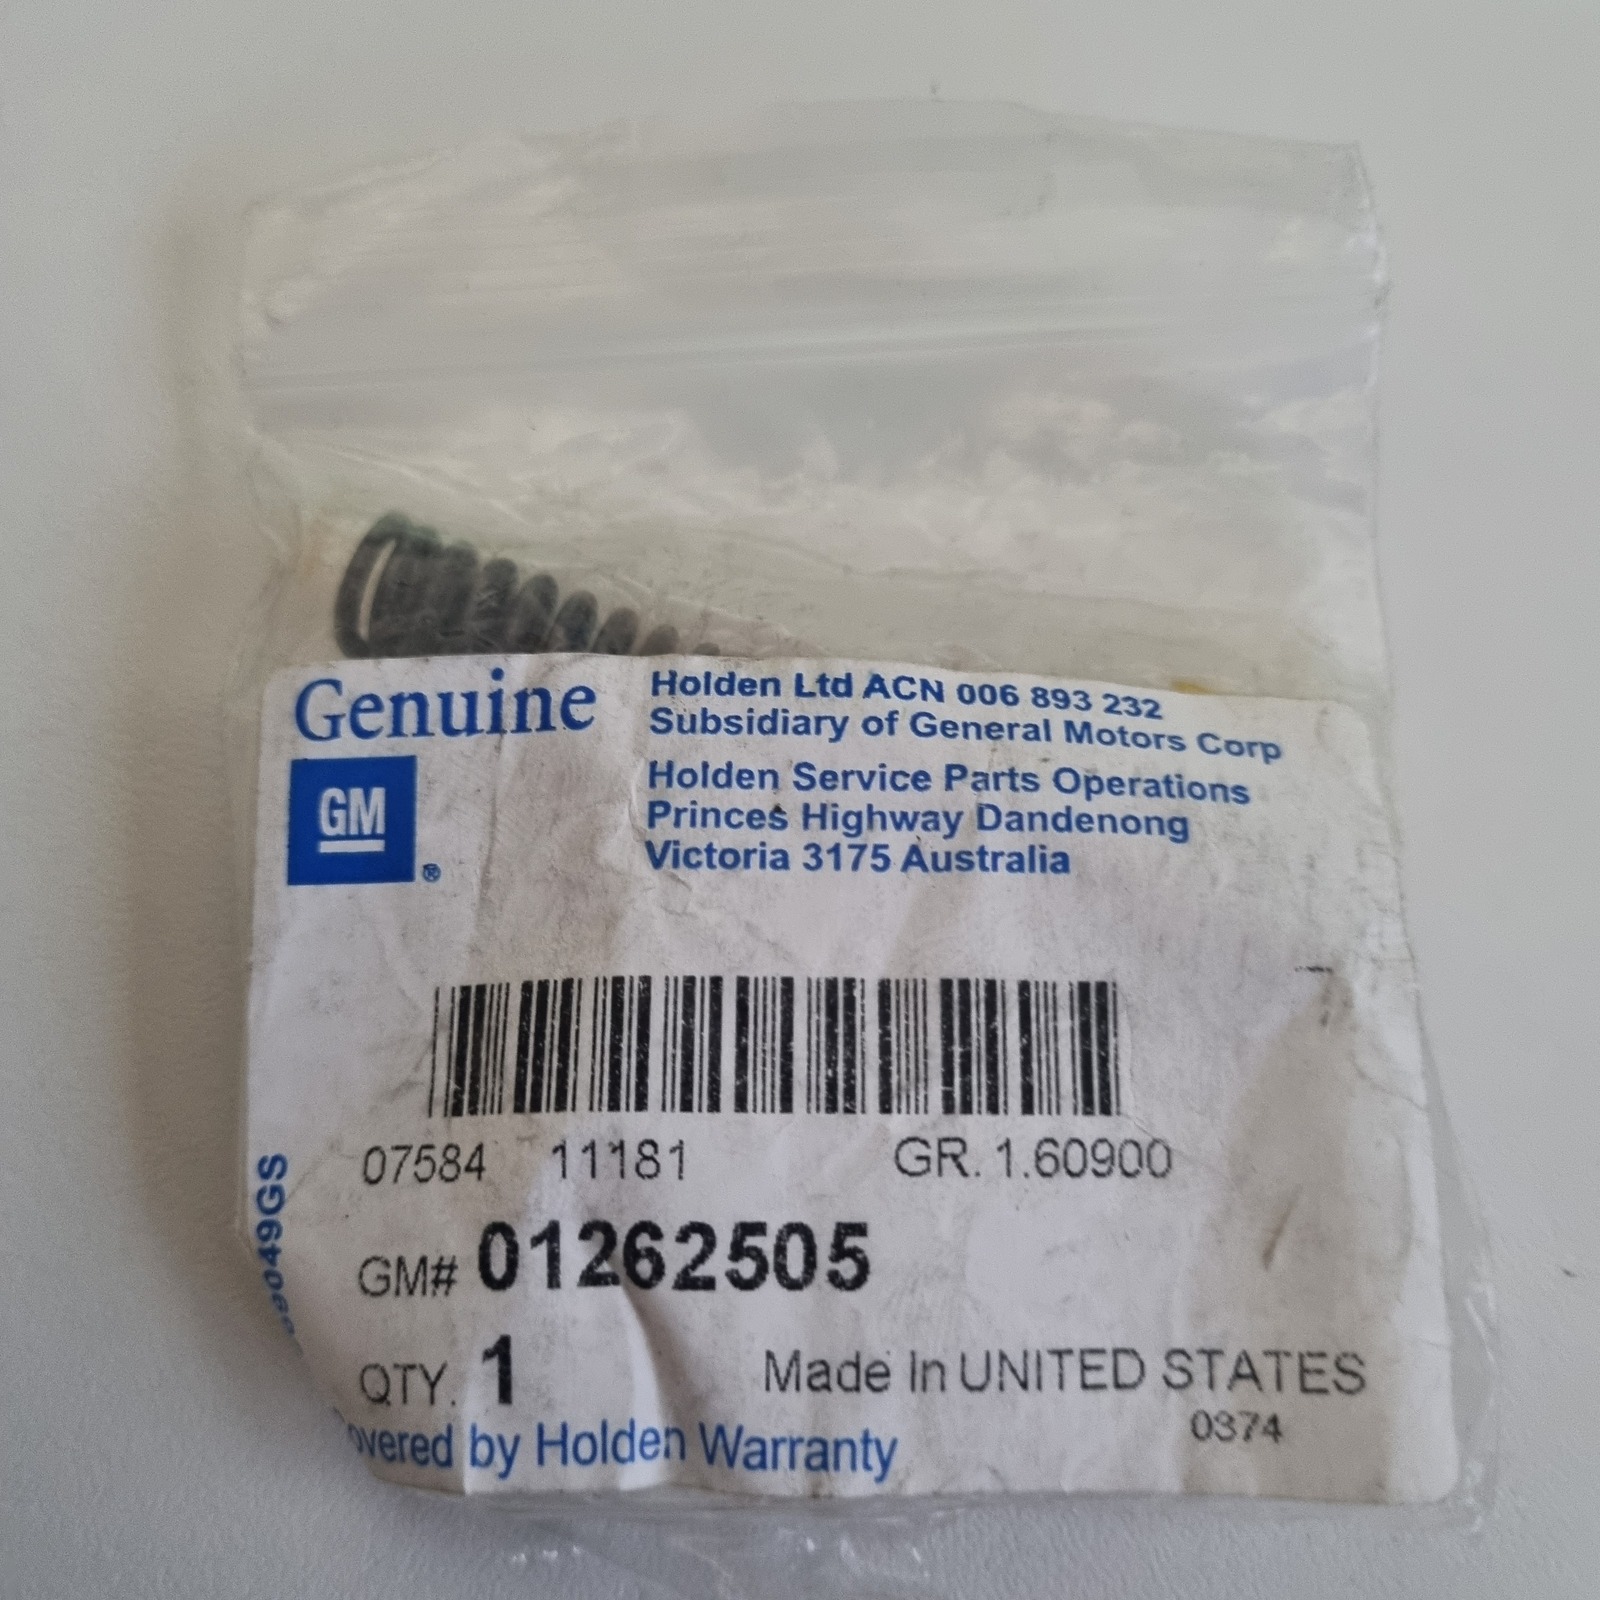 Genuine
GM
®
Holden Ltd ACN 006 893 232
Subsidiary of General Motors Corp
Holden Service Parts Operations
Princes Highway Dandenong
Victoria 3175 Australia
07584 11181 GR. 1.60900
GM# 01262505
QTY. 1 Made In UNITED STATES
0374
overed by Holden Warranty